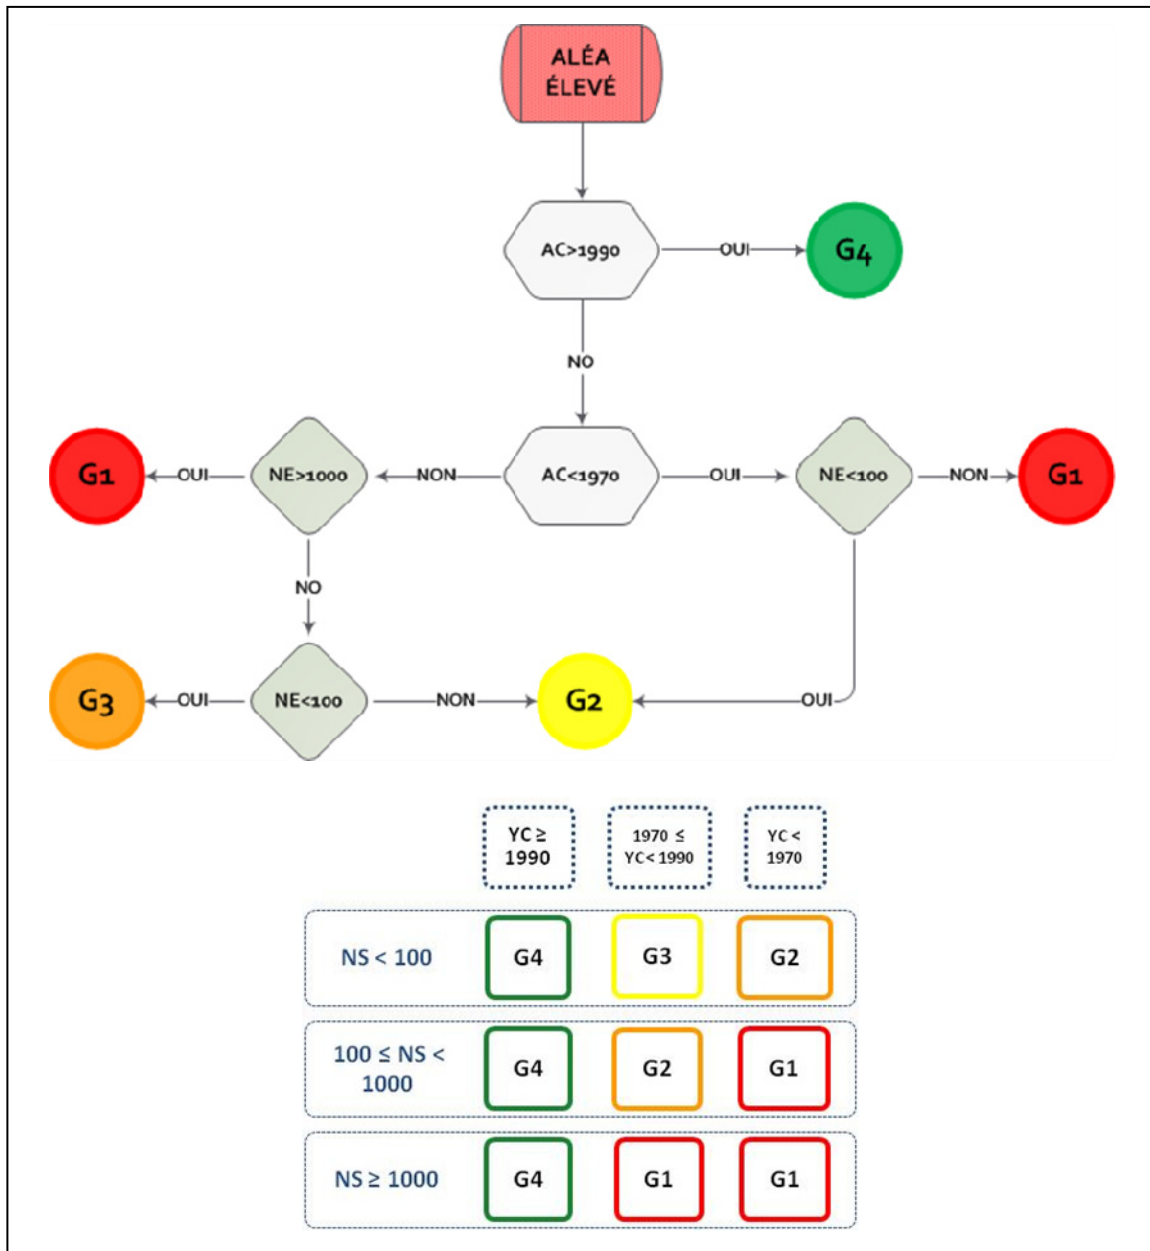 ALÉA
ÉLEVÉ
AC>1990
OUI
G4
NO
G1
OUI
NE>1000
NON
AC<1970
OUI
NE<100
NON
G1
NO
G3
OUI
NE<100
NON
G2
OUI
YC ≥
1990
1970 ≤
YC< 1990
YC <
1970
NS < 100
G4
G3
G2
100 ≤ NS <
1000
G4
G2
G1
NS ≥ 1000
G4
G1
G1